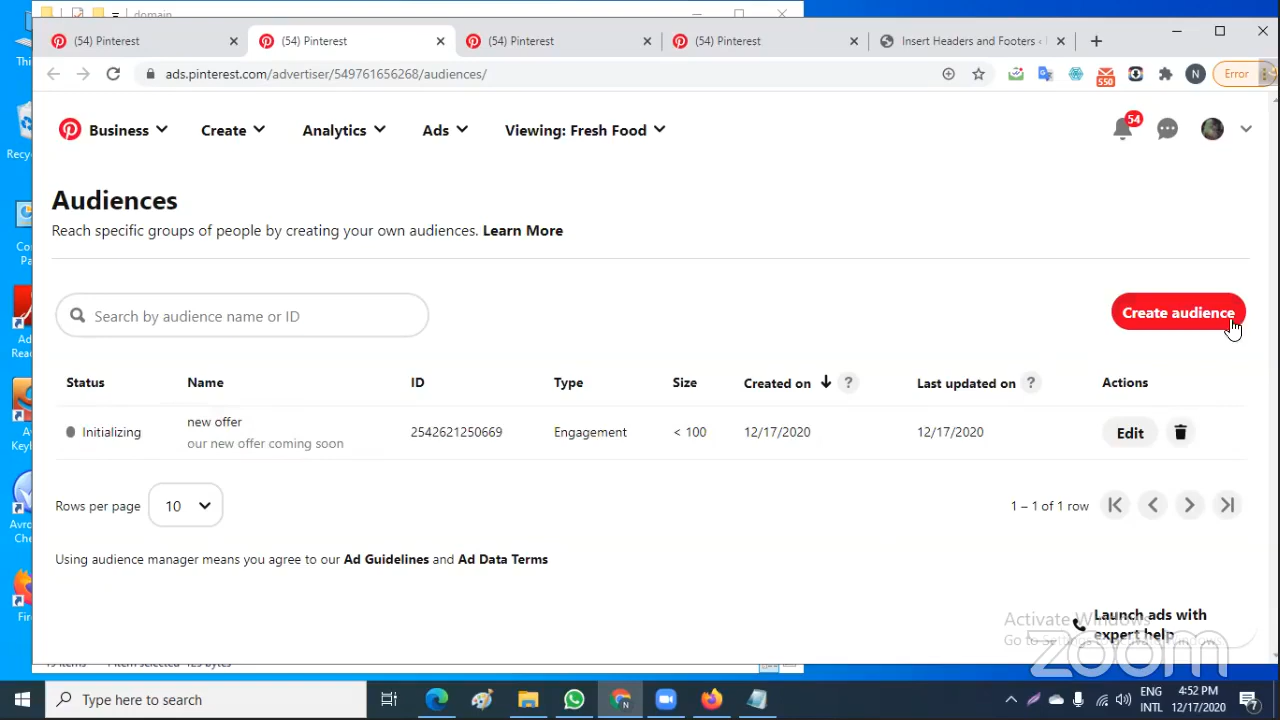 domain
(54) Pinterest
(54) Pinterest
(54) Pinterest
(54) Pinterest
Insert Headers and Footers ‹
ads.pinterest.com/advertiser/549761656268/audiences/
550
N
Error
Business
Create
Analytics
Ads
Viewing: Fresh Food
54
Audiences
Reach specific groups of people by creating your own audiences. Learn More
Search by audience name or ID
Create audience
Status Name ID Type Size Created on ? Last updated on ? Actions
Initializing
new offer
our new offer coming soon
2542621250669 Engagement < 100 12/17/2020 12/17/2020 Edit
Rows per page 10
1 – 1 of 1 row
Using audience manager means you agree to our Ad Guidelines and Ad Data Terms
Launch ads with
expert help
Activate Windows
Go to Settings
zoom
Type here to search
ENG
INTL
4:52 PM
12/17/2020
7